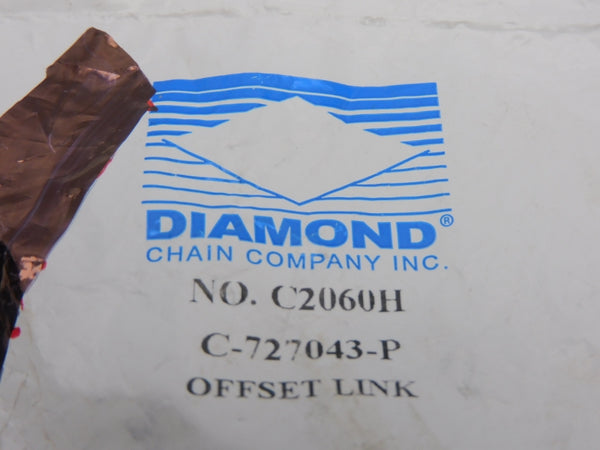 DIAMOND®
CHAIN COMPANY INC.
NO. C2060H
C-727043-P
OFFSET LINK